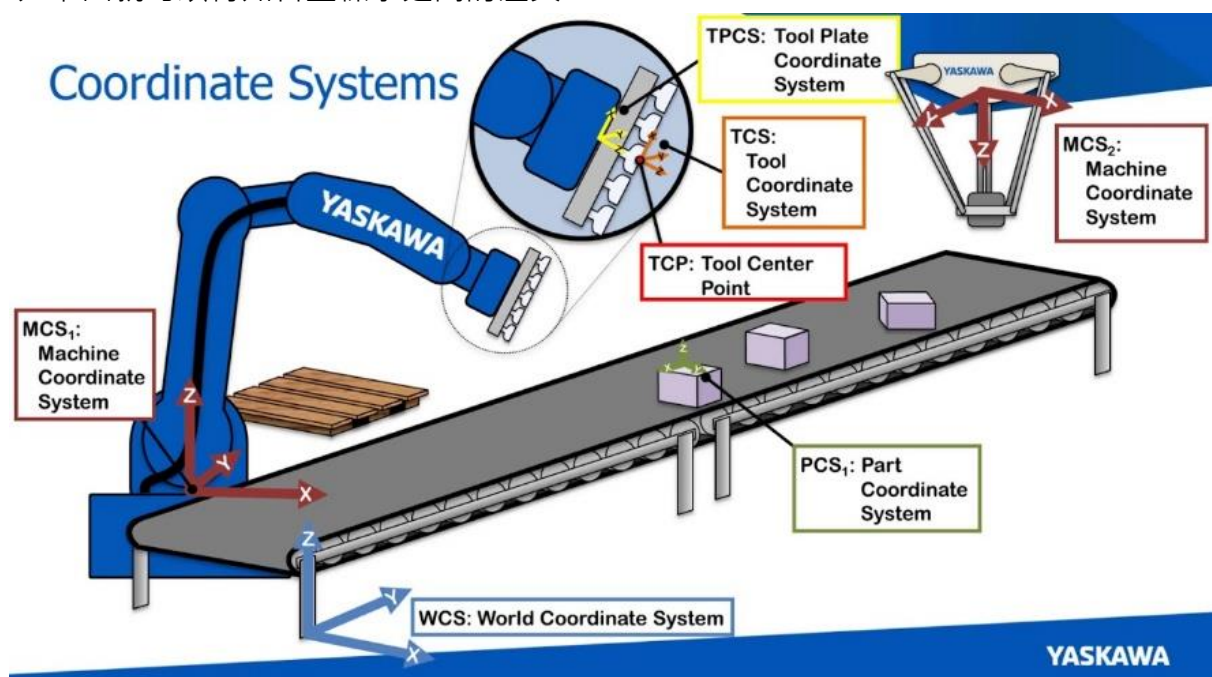 Coordinate Systems
TPCS: Tool Plate
Coordinate
System
YASKAWA
X
Y
Z
TCS:
Tool
Coordinate
System
MCS₂:
Machine
Coordinate
System
YASKAWA
TCP: Tool Center
Point
MCS₁:
Machine
Coordinate
System
Z
Y
X
Z
X
Y
PCS₁: Part
Coordinate
System
Z
Y
X
WCS: World Coordinate System
YASKAWA